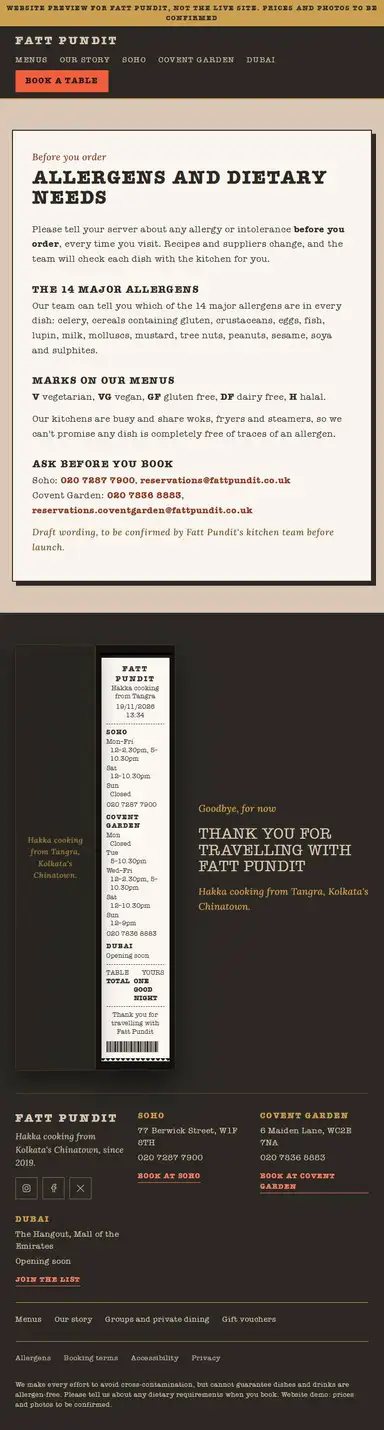 WEBSITE PREVIEW FOR FATT PUNDIT, NOT THE LIVE SITE. PRICES AND PHOTOS TO BE
CONFIRMED
FATT PUNDIT
MENUS OUR STORY SOHO COVENT GARDEN DUBAI
BOOK A TABLE
Before you order
ALLERGENS AND DIETARY
NEEDS
Please tell your server about any allergy or intolerance before you
order, every time you visit. Recipes and suppliers change, and the
team will check each dish with the kitchen for you.
THE 14 MAJOR ALLERGENS
Our team can tell you which of the 14 major allergens are in every
dish: celery, cereals containing gluten, crustaceans, eggs, fish,
lupin, milk, molluscs, mustard, tree nuts, peanuts, sesame, soya
and sulphites.
MARKS ON OUR MENUS
V vegetarian, VG vegan, GF gluten free, DF dairy free, H halal.
Our kitchens are busy and share woks, fryers and steamers, so we
can't promise any dish is completely free of traces of an allergen.
ASK BEFORE YOU BOOK
Soho: 020 7287 7900, reservations@fattpundit.co.uk
Covent Garden: 020 7836 8883,
reservations.coventgarden@fattpundit.co.uk
Draft wording, to be confirmed by Fatt Pundit's kitchen team before
launch.
Hakka cooking
from Tangra,
Kolkata's
Chinatown.
FATT
PUNDIT
Hakka cooking
from Tangra
19/11/2026
13:34
SOHO
Mon-Fri
12-2.30pm, 5-
10.30pm
Sat
12-10.30pm
Sun
Closed
020 7287 7900
COVENT
GARDEN
Mon
Closed
Tue
5-10.30pm
Wed-Fri
12-2.30pm, 5-
10.30pm
Sat
12-10.30pm
Sun
12-9pm
020 7836 8883
DUBAI
Opening soon
TABLE YOURS
TOTAL ONE
GOOD
NIGHT
Thank you for
travelling with
Fatt Pundit
Goodbye, for now
THANK YOU FOR
TRAVELLING WITH
FATT PUNDIT
Hakka cooking from Tangra, Kolkata's
Chinatown.
FATT PUNDIT
Hakka cooking from
Kolkata's Chinatown, since
2019.
SOHO
77 Berwick Street, W1F
8TH
020 7287 7900
BOOK AT SOHO
COVENT GARDEN
6 Maiden Lane, WC2E
7NA
020 7836 8883
BOOK AT COVENT
GARDEN
DUBAI
The Hangout, Mall of the
Emirates
Opening soon
JOIN THE LIST
Menus Our story Groups and private dining Gift vouchers
Allergens Booking terms Accessibility Privacy
We make every effort to avoid cross-contamination, but cannot guarantee dishes and drinks are
allergen-free. Please tell us about any dietary requirements when you book. Website demo: prices
and photos to be confirmed.